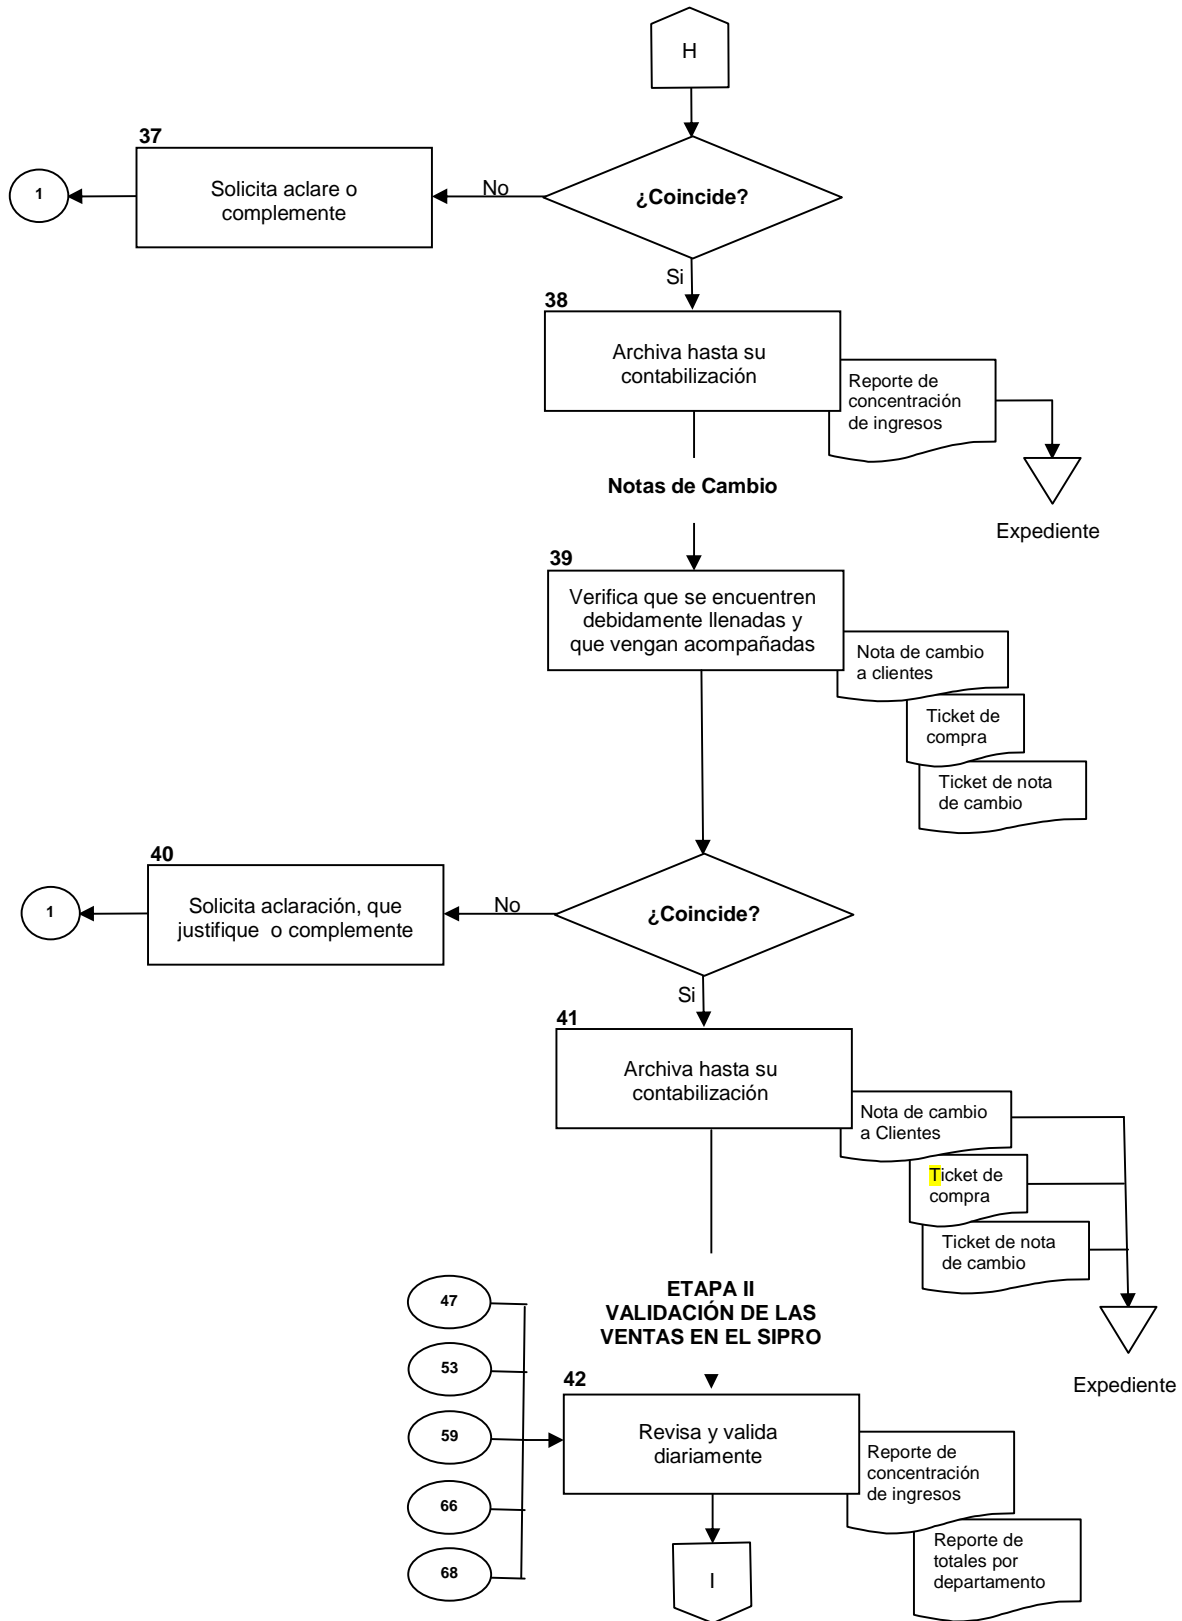 H
37
Solicita aclare o
complemente
1
No
¿Coincide?
Si
38
Archiva hasta su
contabilización
Reporte de
concentración
de ingresos
Notas de Cambio
Expediente
39
Verifica que se encuentren
debidamente llenadas y
que vengan acompañadas
Nota de cambio
a clientes
Ticket de
compra
Ticket de nota
de cambio
40
Solicita aclaración, que
justifique o complemente
1
No
¿Coincide?
Si
41
Archiva hasta su
contabilización
Nota de cambio
a Clientes
Ticket de
compra
Ticket de nota
de cambio
Expediente
ETAPA II
VALIDACIÓN DE LAS
VENTAS EN EL SIPRO
47
53
59
66
68
42
Revisa y valida
diariamente
Reporte de
concentración
de ingresos
Reporte de
totales por
departamento
I